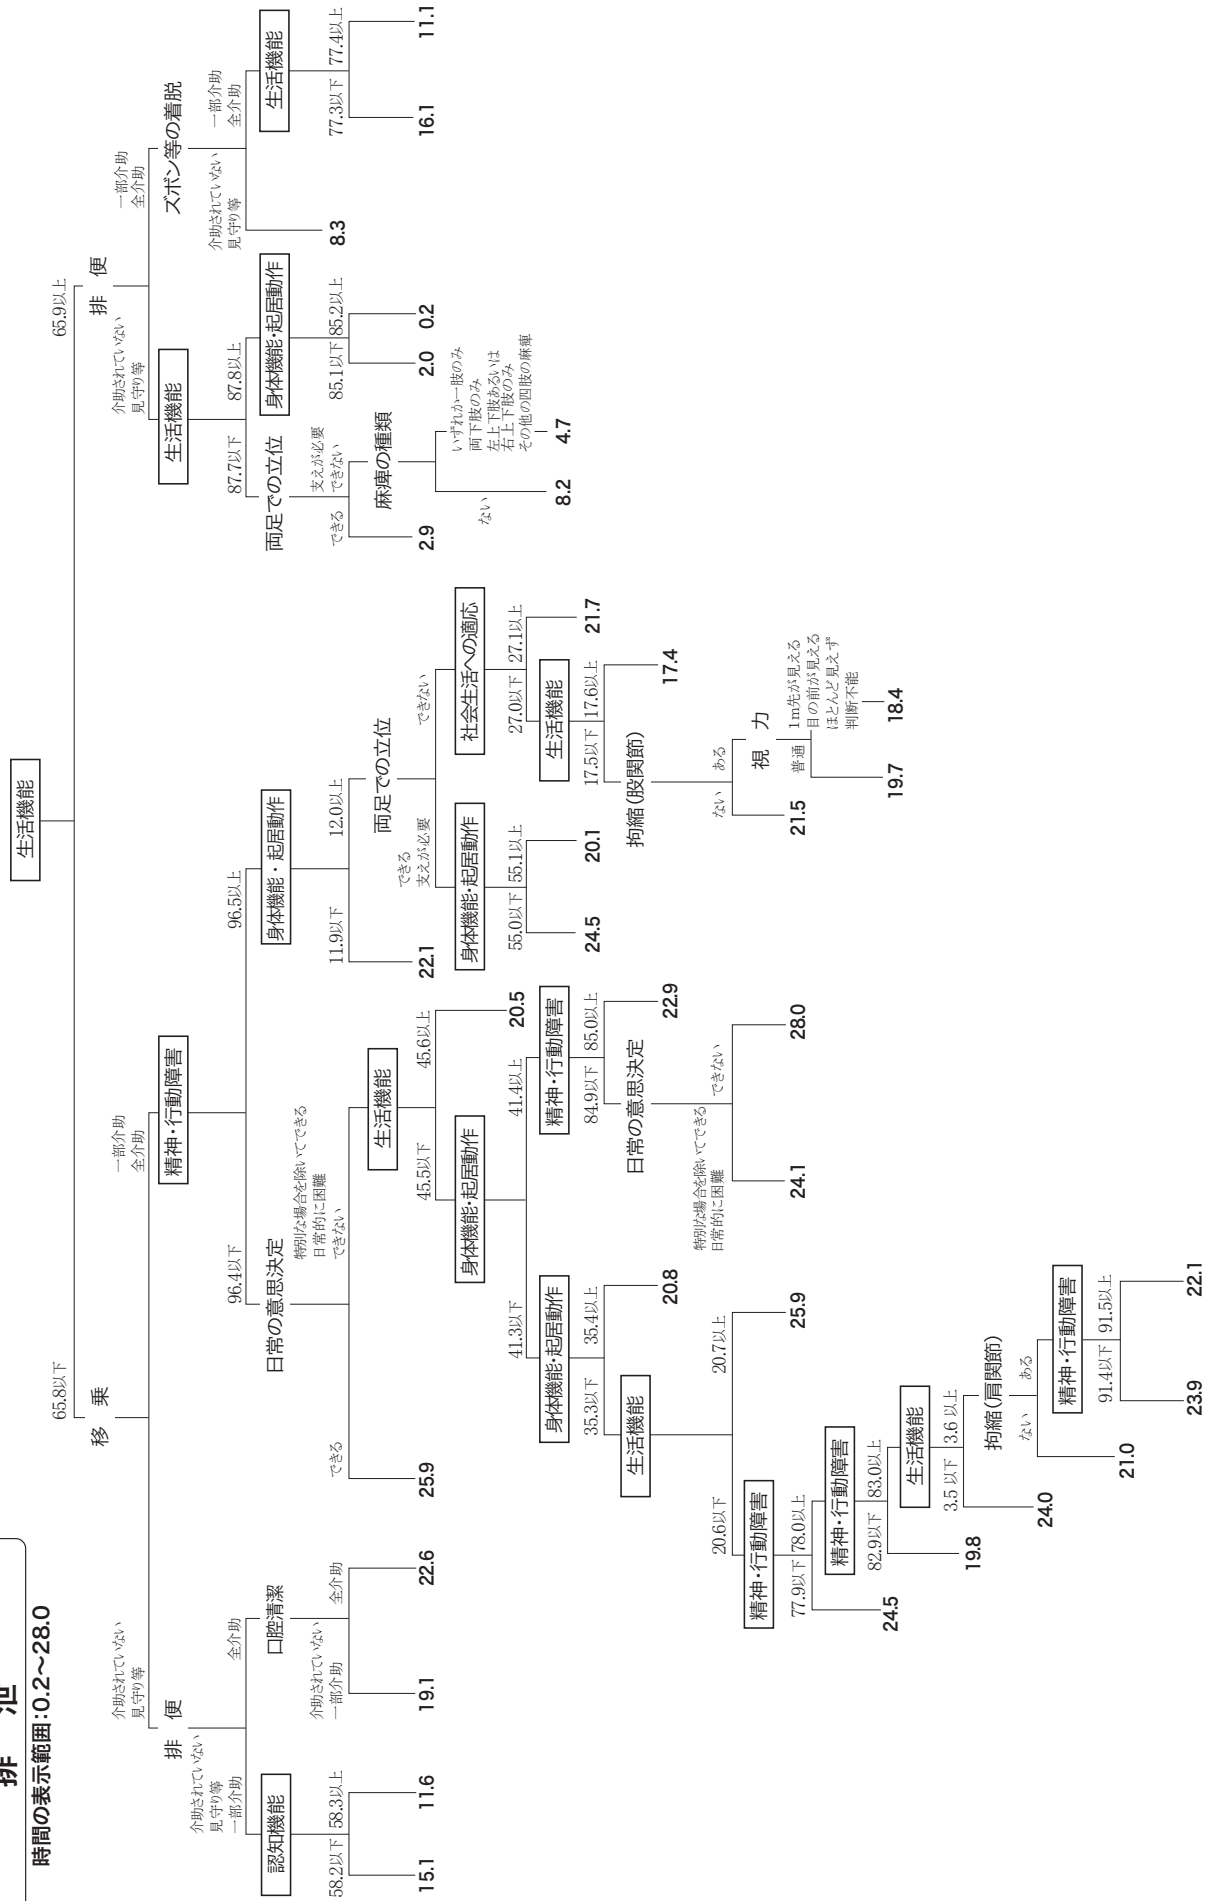 排 泄
時間の表示範囲:0.2〜28.0
生活機能
65.8以下
65.9以上
移 乗
介助されていない
見守り等
一部介助
全介助
排 便
介助されていない
見守り等
一部介助
全介助
認知機能
58.2以下
58.3以上
15.1
11.6
口腔清潔
介助されていない
一部介助
全介助
19.1
22.6
精神・行動障害
96.4以下
96.5以上
日常の意思決定
できる
特別な場合を除いてできる
日常的に困難
できない
25.9
生活機能
45.5以下
45.6以上
20.5
身体機能・起居動作
41.3以下
41.4以上
身体機能・起居動作
35.3以下
35.4以上
20.8
生活機能
20.6以下
20.7以上
25.9
精神・行動障害
77.9以下
78.0以上
24.5
精神・行動障害
82.9以下
83.0以上
19.8
生活機能
3.5 以下
3.6 以上
24.0
拘縮(肩関節)
ない
ある
21.0
精神・行動障害
91.4以下
91.5以上
23.9
22.1
精神・行動障害
84.9以下
85.0以上
22.9
日常の意思決定
特別な場合を除いてできる
日常的に困難
できない
24.1
28.0
身体機能・起居動作
11.9以下
12.0以上
22.1
両足での立位
できる
支えが必要
できない
身体機能・起居動作
55.0以下
55.1以上
24.5
20.1
社会生活への適応
27.0以下
27.1以上
21.7
生活機能
17.5以下
17.6以上
17.4
拘縮(股関節)
ない
ある
21.5
視 力
普通
1m先が見える
目の前が見える
ほとんど見えず
判断不能
19.7
18.4
排 便
介助されていない
見守り等
一部介助
全介助
生活機能
87.7以下
87.8以上
両足での立位
できる
支えが必要
できない
2.9
麻痺の種類
ない
いずれか一肢のみ
両下肢のみ
左上下肢あるいは
右上下肢のみ
その他の四肢の麻痺
8.2
4.7
身体機能・起居動作
85.1以下
85.2以上
2.0
0.2
ズボン等の着脱
介助されていない
見守り等
一部介助
全介助
8.3
生活機能
77.3以下
77.4以上
16.1
11.1